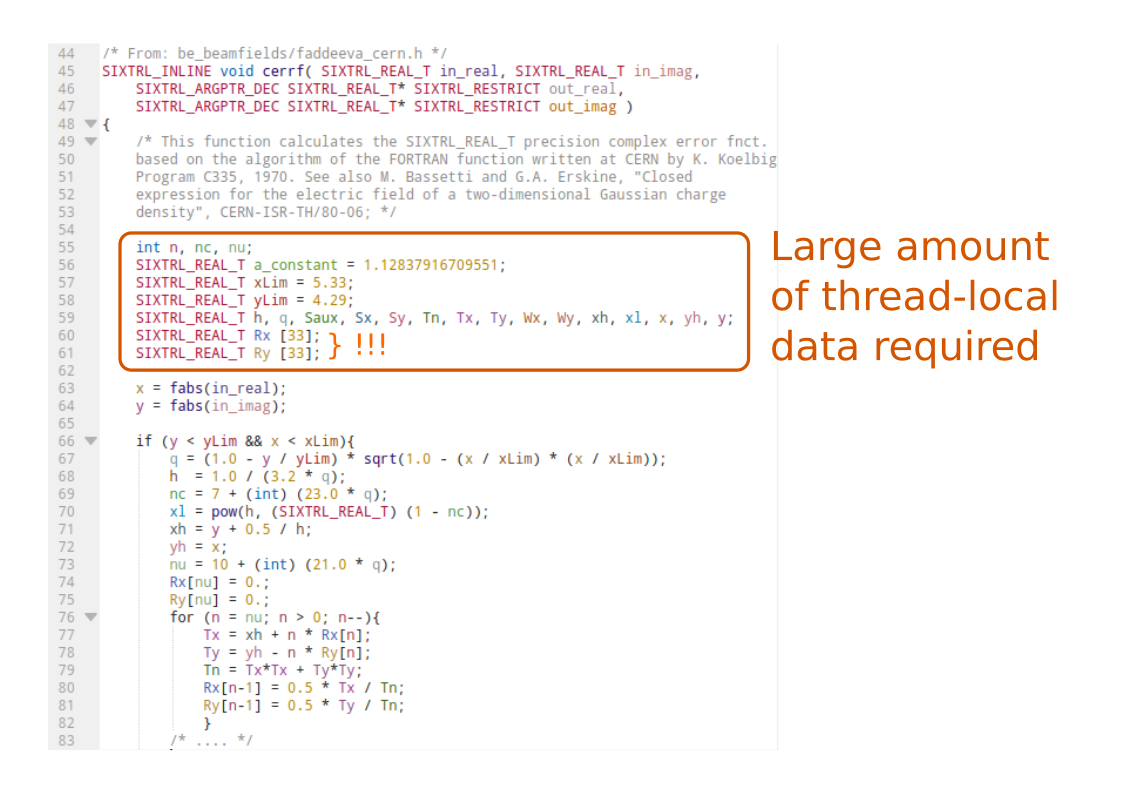 44 /* From: be_beamfields/faddeeva_cern.h */
45 SIXTRL_INLINE void cerrf( SIXTRL_REAL_T in_real, SIXTRL_REAL_T in_imag,
46 SIXTRL_ARGPTR_DEC SIXTRL_REAL_T* SIXTRL_RESTRICT out_real,
47 SIXTRL_ARGPTR_DEC SIXTRL_REAL_T* SIXTRL_RESTRICT out_imag )
48 {
49 /* This function calculates the SIXTRL_REAL_T precision complex error fnct.
50 based on the algorithm of the FORTRAN function written at CERN by K. Koelbig
51 Program C335, 1970. See also M. Bassetti and G.A. Erskine, "Closed
52 expression for the electric field of a two-dimensional Gaussian charge
53 density", CERN-ISR-TH/80-06; */
54
55 int n, nc, nu;
56 SIXTRL_REAL_T a_constant = 1.12837916709551;
57 SIXTRL_REAL_T xLim = 5.33;
58 SIXTRL_REAL_T yLim = 4.29;
59 SIXTRL_REAL_T h, q, Saux, Sx, Sy, Tn, Tx, Ty, Wx, Wy, xh, xl, x, yh, y;
60 SIXTRL_REAL_T Rx [33];
61 SIXTRL_REAL_T Ry [33];
} !!!
Large amount
of thread-local
data required
62
63 x = fabs(in_real);
64 y = fabs(in_imag);
65
66 if (y < yLim && x < xLim){
67 q = (1.0 - y / yLim) * sqrt(1.0 - (x / xLim) * (x / xLim));
68 h  = 1.0 / (3.2 * q);
69 nc = 7 + (int) (23.0 * q);
70 xl = pow(h, (SIXTRL_REAL_T) (1 - nc));
71 xh = y + 0.5 / h;
72 yh = x;
73 nu = 10 + (int) (21.0 * q);
74 Rx[nu] = 0.;
75 Ry[nu] = 0.;
76 for (n = nu; n > 0; n--){
77 Tx = xh + n * Rx[n];
78 Ty = yh - n * Ry[n];
79 Tn = Tx*Tx + Ty*Ty;
80 Rx[n-1] = 0.5 * Tx / Tn;
81 Ry[n-1] = 0.5 * Ty / Tn;
82 }
83 /* .... */